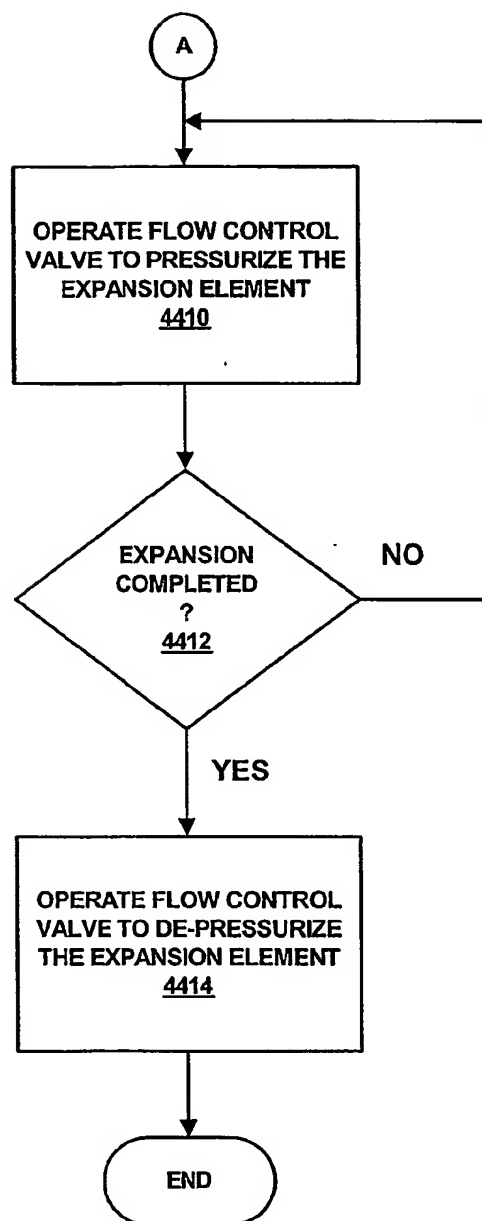 A
OPERATE FLOW CONTROL
VALVE TO PRESSURIZE THE
EXPANSION ELEMENT
4410
EXPANSION
COMPLETED
?
4412
NO
YES
OPERATE FLOW CONTROL
VALVE TO DE-PRESSURIZE
THE EXPANSION ELEMENT
4414
END